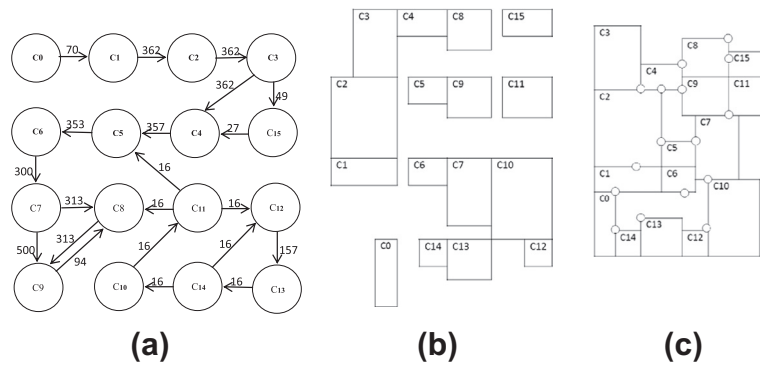 C0 70 C1 362 C2 362 C3
362 49
C6 353 C5 357 C4 27 C15
300 16
C7 313 C8 16 C11 16 C12
500 313 94 16 16 157
C9 C10 16 C14 16 C13
(a)
C3 C4 C8 C15
C2 C5 C9 C11
C1 C6 C7 C10
C0 C14 C13 C12
(b)
C3
C8
C4 C15
C2 C9 C11
C7
C5
C1 C6
C10
C0
C14 C13 C12
(c)